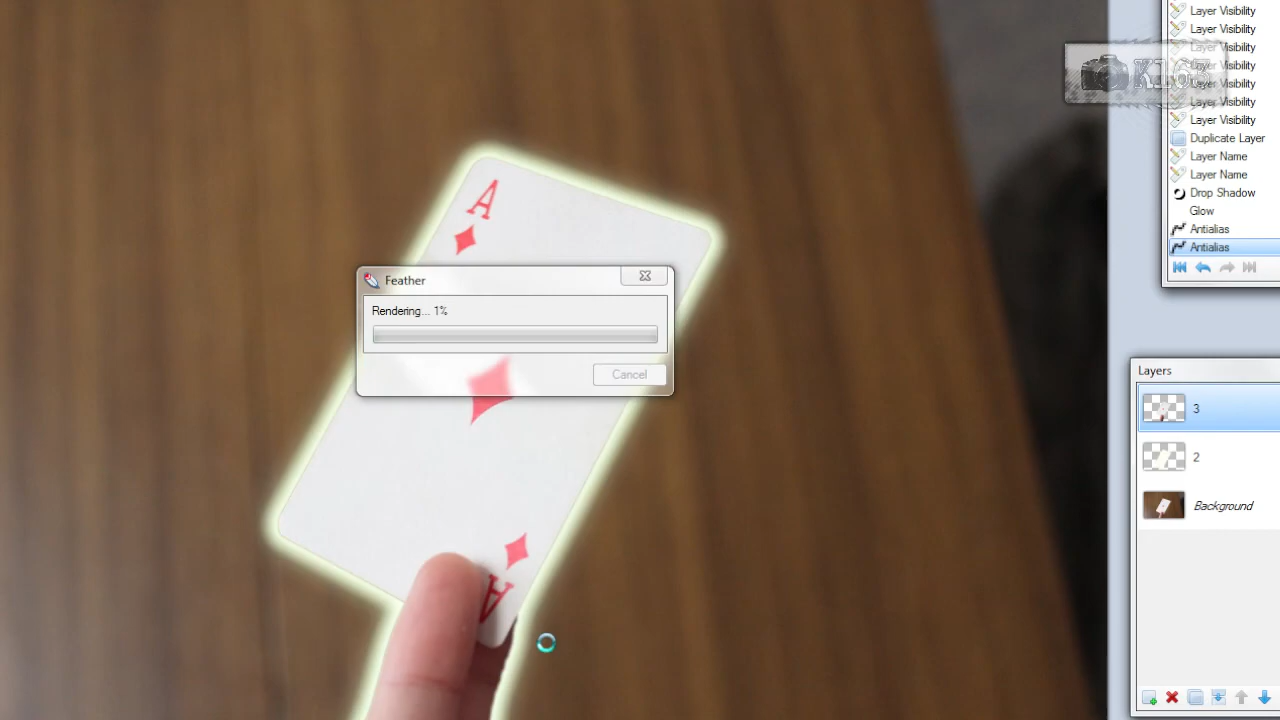 Layer Visibility
Layer Visibility
Layer Visibility
Layer Visibility
Layer Visibility
Layer Visibility
Layer Visibility
Duplicate Layer
Layer Name
Layer Name
Drop Shadow
Glow
Antialias
Antialias
K163
A
Feather
Rendering... 1%
Cancel
A
Layers
3
2
Background